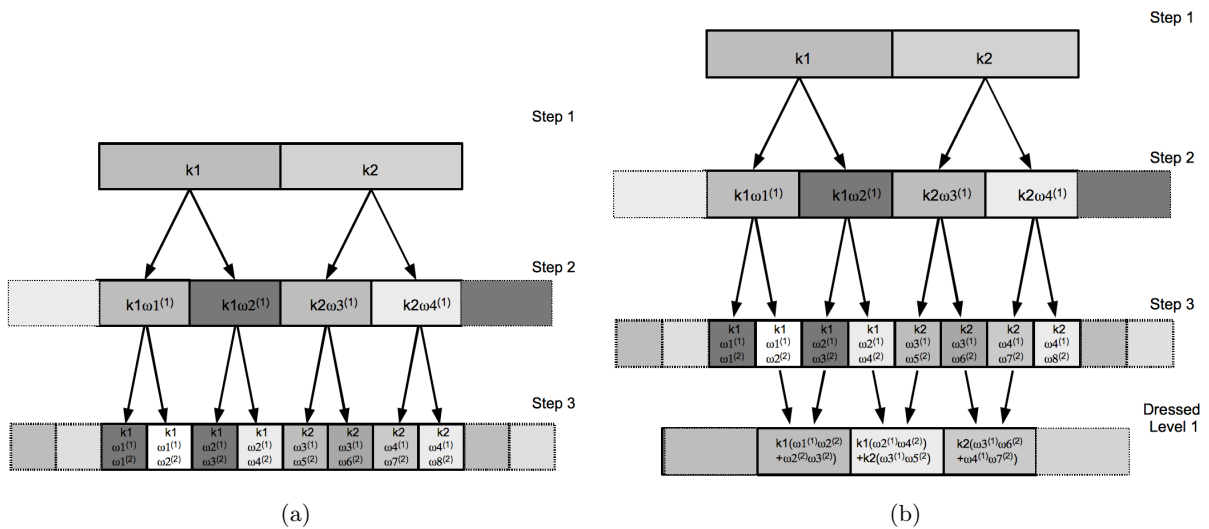 Step 1
k1 k2
Step 2
k1ω1⁽¹⁾ k1ω2⁽¹⁾ k2ω3⁽¹⁾ k2ω4⁽¹⁾
Step 3
k1 k1 k1 k1 k2 k2 k2 k2
ω1⁽¹⁾ ω1⁽¹⁾ ω2⁽¹⁾ ω2⁽¹⁾ ω3⁽¹⁾ ω3⁽¹⁾ ω4⁽¹⁾ ω4⁽¹⁾
ω1⁽²⁾ ω2⁽²⁾ ω3⁽²⁾ ω4⁽²⁾ ω5⁽²⁾ ω6⁽²⁾ ω7⁽²⁾ ω8⁽²⁾
(a)
Step 1
k1 k2
Step 2
k1ω1⁽¹⁾ k1ω2⁽¹⁾ k2ω3⁽¹⁾ k2ω4⁽¹⁾
Step 3
k1 k1 k1 k1 k2 k2 k2 k2
ω1⁽¹⁾ ω1⁽¹⁾ ω2⁽¹⁾ ω2⁽¹⁾ ω3⁽¹⁾ ω3⁽¹⁾ ω4⁽¹⁾ ω4⁽¹⁾
ω1⁽²⁾ ω2⁽²⁾ ω3⁽²⁾ ω4⁽²⁾ ω5⁽²⁾ ω6⁽²⁾ ω7⁽²⁾ ω8⁽²⁾
Dressed
Level 1
k1(ω1⁽¹⁾ω2⁽²⁾ k1(ω2⁽¹⁾ω4⁽²⁾) k2(ω3⁽¹⁾ω6⁽²⁾
+ω2⁽²⁾ω3⁽²⁾) +k2(ω3⁽¹⁾ω5⁽²⁾) +ω4⁽¹⁾ω7⁽²⁾)
(b)